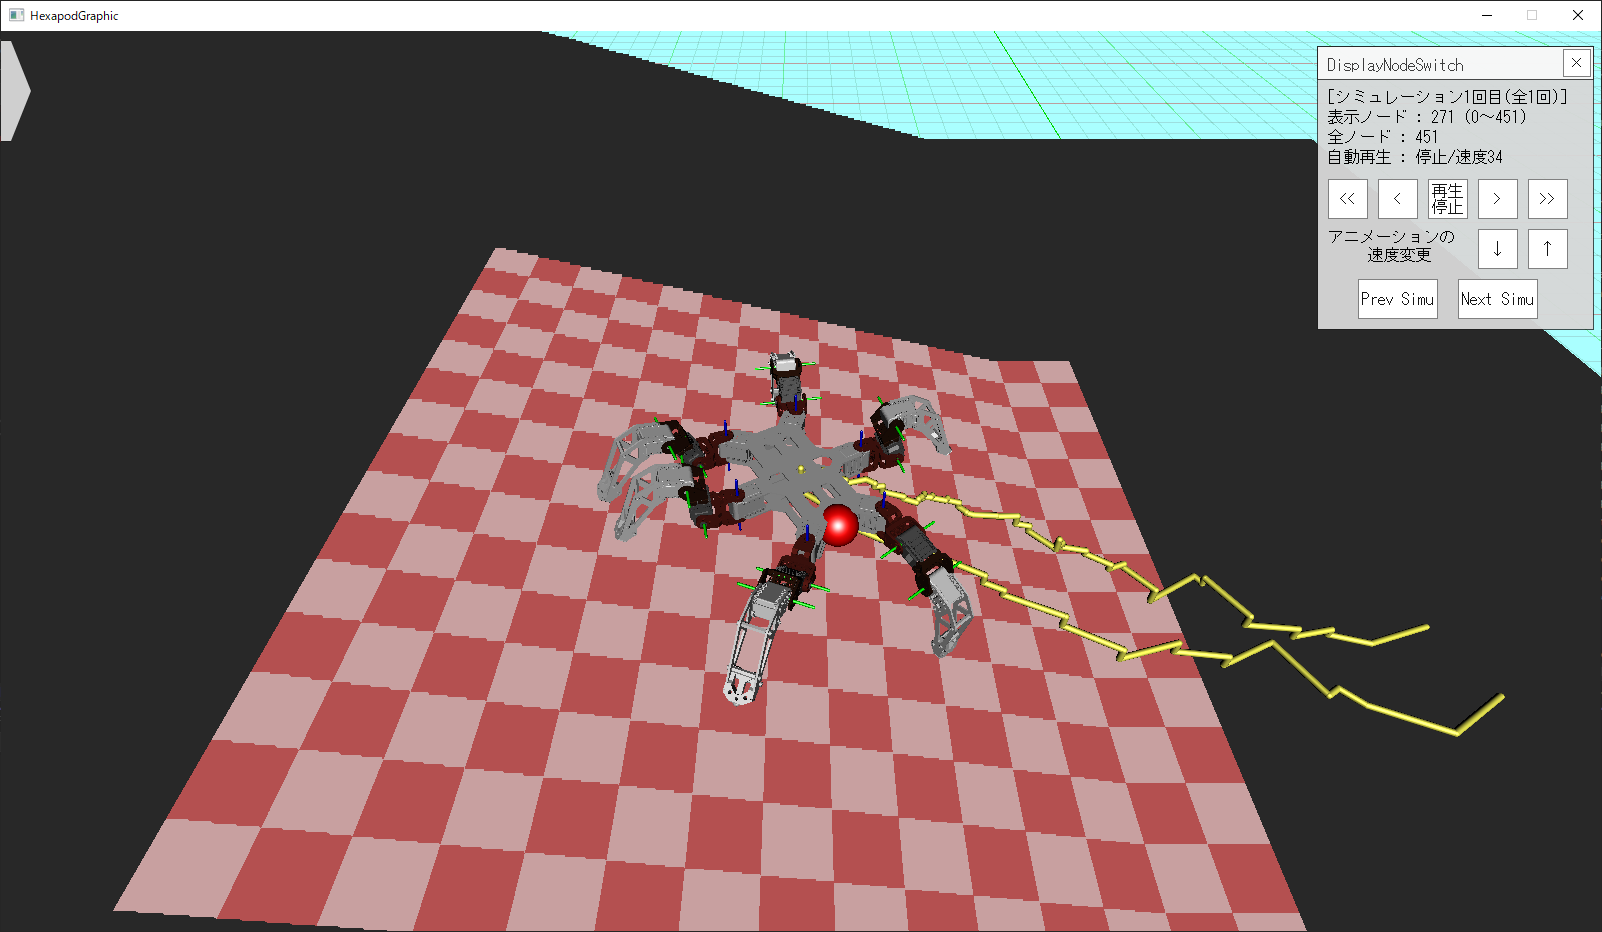 HexapodGraphic
DisplayNodeSwitch
[シミュレーション1回目(全1回)]
表示ノード : 271 (0～451)
全ノード : 451
自動再生 : 停止/速度34
<<
<
再生
停止
>
>>
アニメーションの
速度変更
↓
↑
Prev Simu
Next Simu